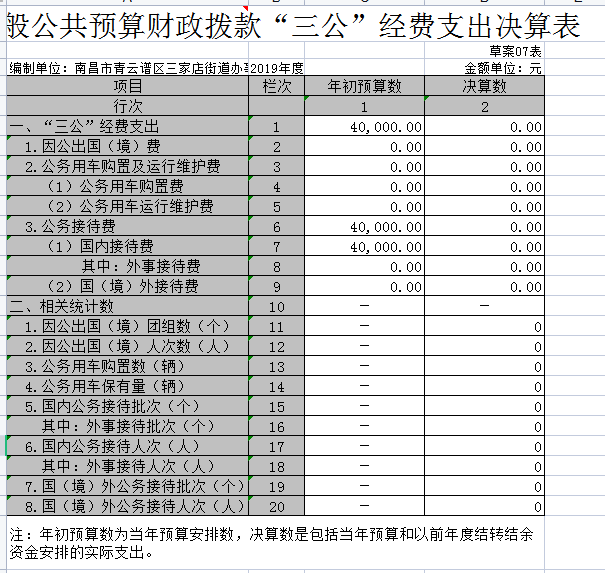 般公共预算财政拨款“三公”经费支出决算表
草案07表
编制单位：南昌市青云谱区三家店街道办 2019年度 金额单位：元
项目 栏次 年初预算数 决算数
行次 1 2
一、“三公”经费支出 1 40,000.00 0.00
1.因公出国（境）费 2 0.00 0.00
2.公务用车购置及运行维护费 3 0.00 0.00
（1）公务用车购置费 4 0.00 0.00
（2）公务用车运行维护费 5 0.00 0.00
3.公务接待费 6 40,000.00 0.00
（1）国内接待费 7 40,000.00 0.00
其中：外事接待费 8 0.00 0.00
（2）国（境）外接待费 9 0.00 0.00
二、相关统计数 10 — —
1.因公出国（境）团组数（个） 11 — 0
2.因公出国（境）人次数（人） 12 — 0
3.公务用车购置数（辆） 13 — 0
4.公务用车保有量（辆） 14 — 0
5.国内公务接待批次（个） 15 — 0
其中：外事接待批次（个） 16 — 0
6.国内公务接待人次（人） 17 — 0
其中：外事接待人次（人） 18 — 0
7.国（境）外公务接待批次（个） 19 — 0
8.国（境）外公务接待人次（人） 20 — 0
注：年初预算数为当年预算安排数，决算数是包括当年预算和以前年度结转结余
资金安排的实际支出。